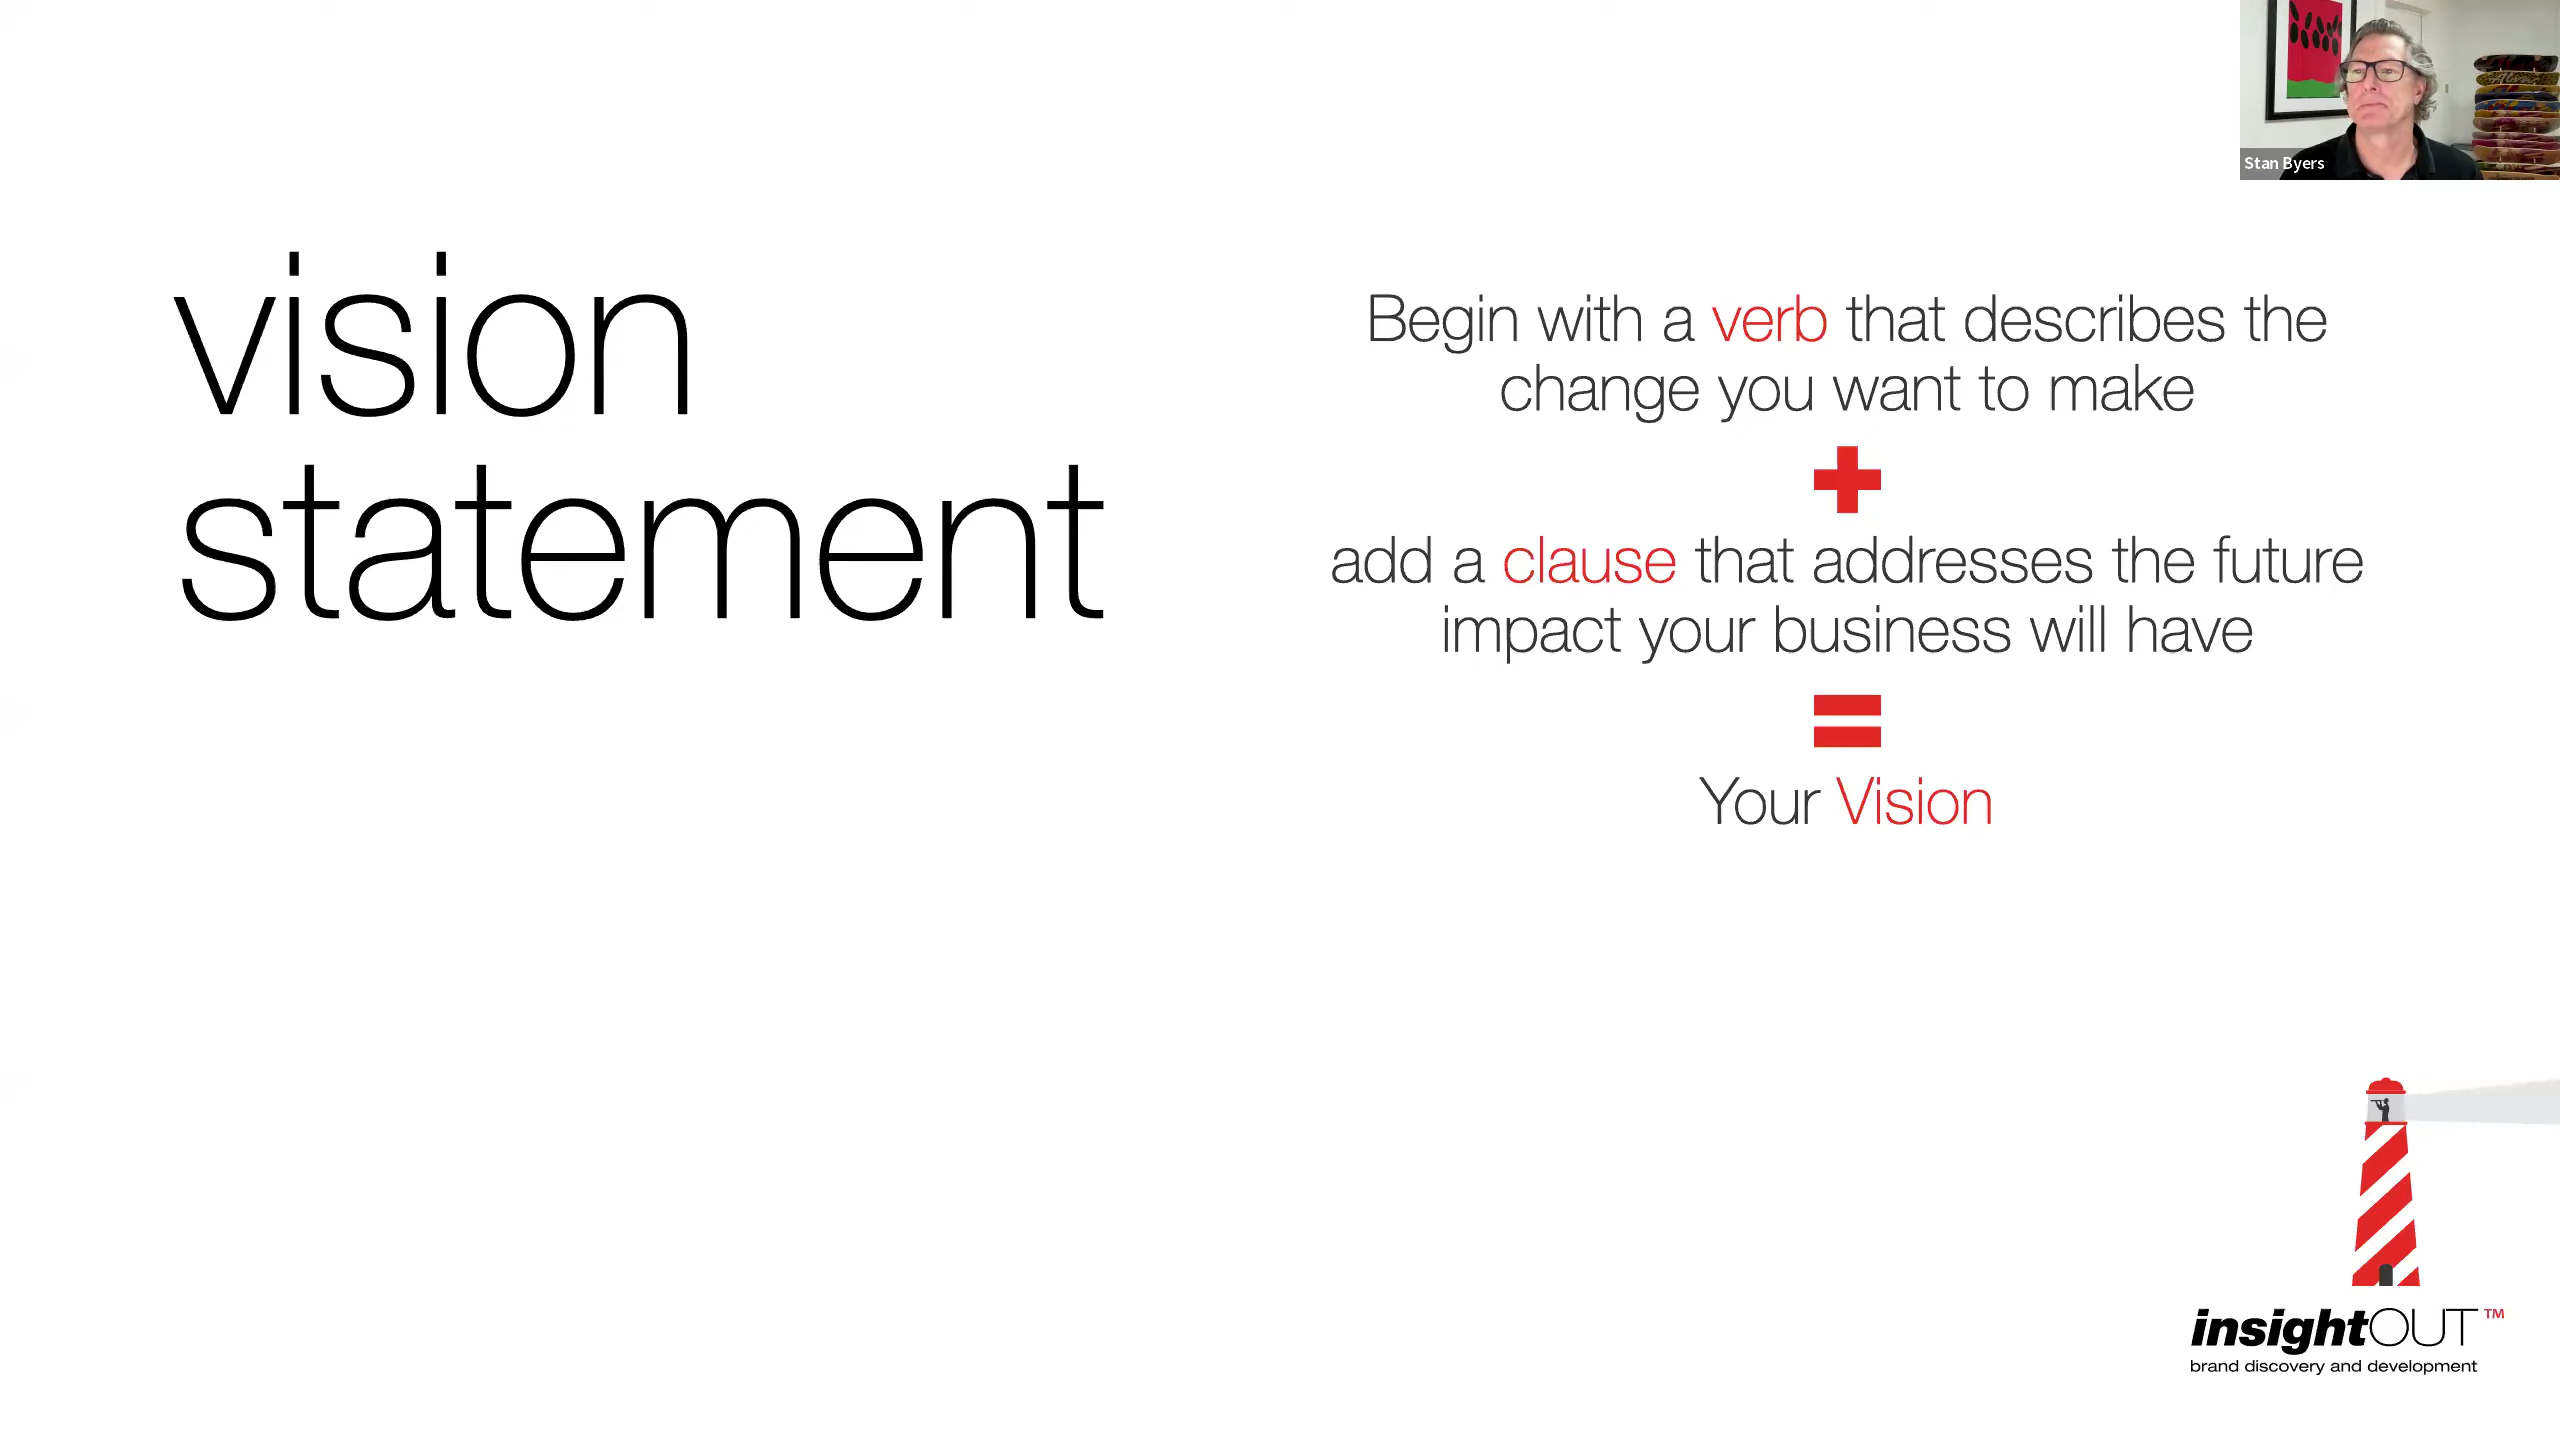 Stan Byers
vision
statement
Begin with a verb that describes the
change you want to make
+
add a clause that addresses the future
impact your business will have
=
Your Vision
insightOUT™
brand discovery and development